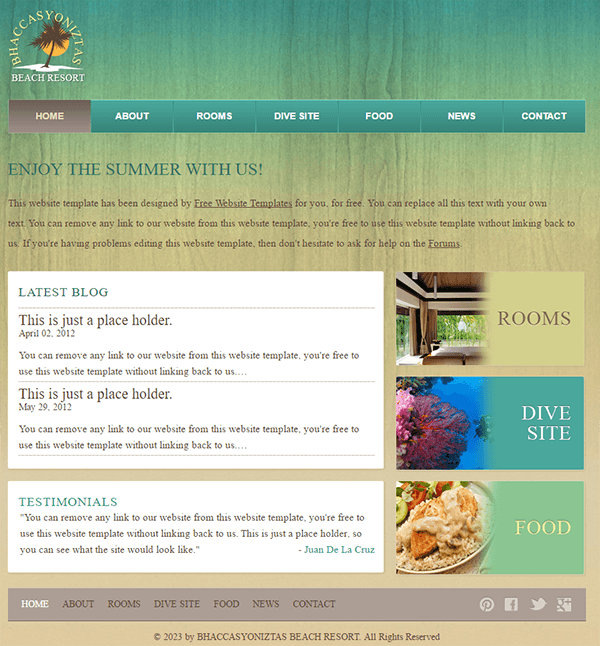 BHACCASYONIZTAS
BEACH RESORT
HOME ABOUT ROOMS DIVE SITE FOOD NEWS CONTACT
ENJOY THE SUMMER WITH US!
This website template has been designed by Free Website Templates for you, for free. You can replace all this text with your own
text. You can remove any link to our website from this website template, you're free to use this website template without linking back to
us. If you're having problems editing this website template, then don't hesitate to ask for help on the Forums.
LATEST BLOG
This is just a place holder.
April 02, 2012
You can remove any link to our website from this website template, you're free to
use this website template without linking back to us.…
This is just a place holder.
May 29, 2012
You can remove any link to our website from this website template, you're free to
use this website template without linking back to us.…
ROOMS
DIVE
SITE
TESTIMONIALS
"You can remove any link to our website from this website template, you're free to
use this website template without linking back to us. This is just a place holder, so
you can see what the site would look like." - Juan De La Cruz
FOOD
HOME ABOUT ROOMS DIVE SITE FOOD NEWS CONTACT
© 2023 by BHACCASYONIZTAS BEACH RESORT. All Rights Reserved